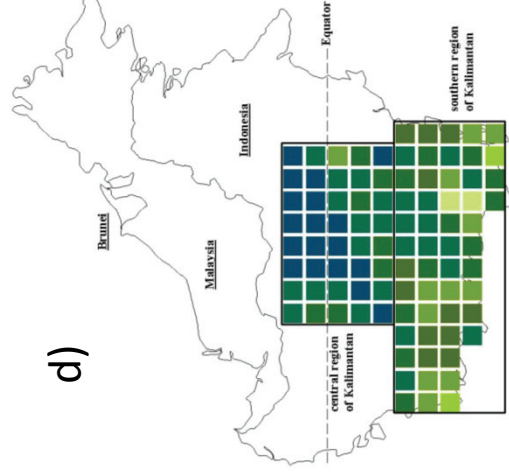 d)
Brunei
Malaysia
Indonesia
Equator
central region
of Kalimantan
southern region
of Kalimantan